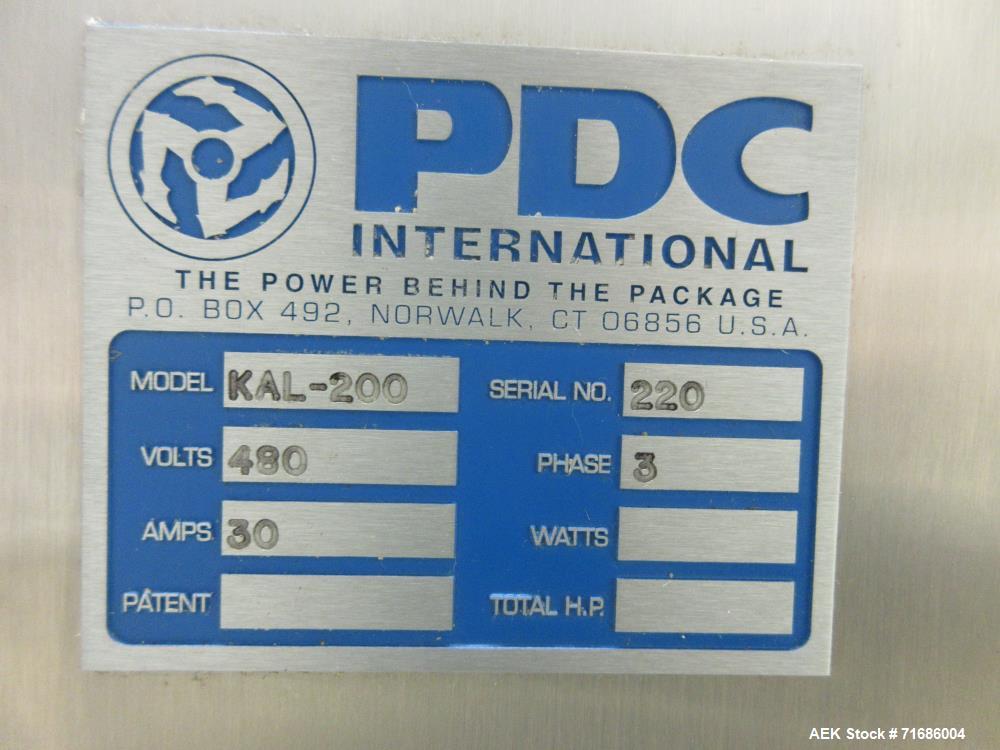 PDC
INTERNATIONAL
THE POWER BEHIND THE PACKAGE
P.O. BOX 492, NORWALK, CT 06856 U.S.A.
MODEL KAL-200 SERIAL NO. 220
VOLTS 480 PHASE 3
AMPS 30 WATTS
PATENT TOTAL H.P.
AEK Stock # 71686004